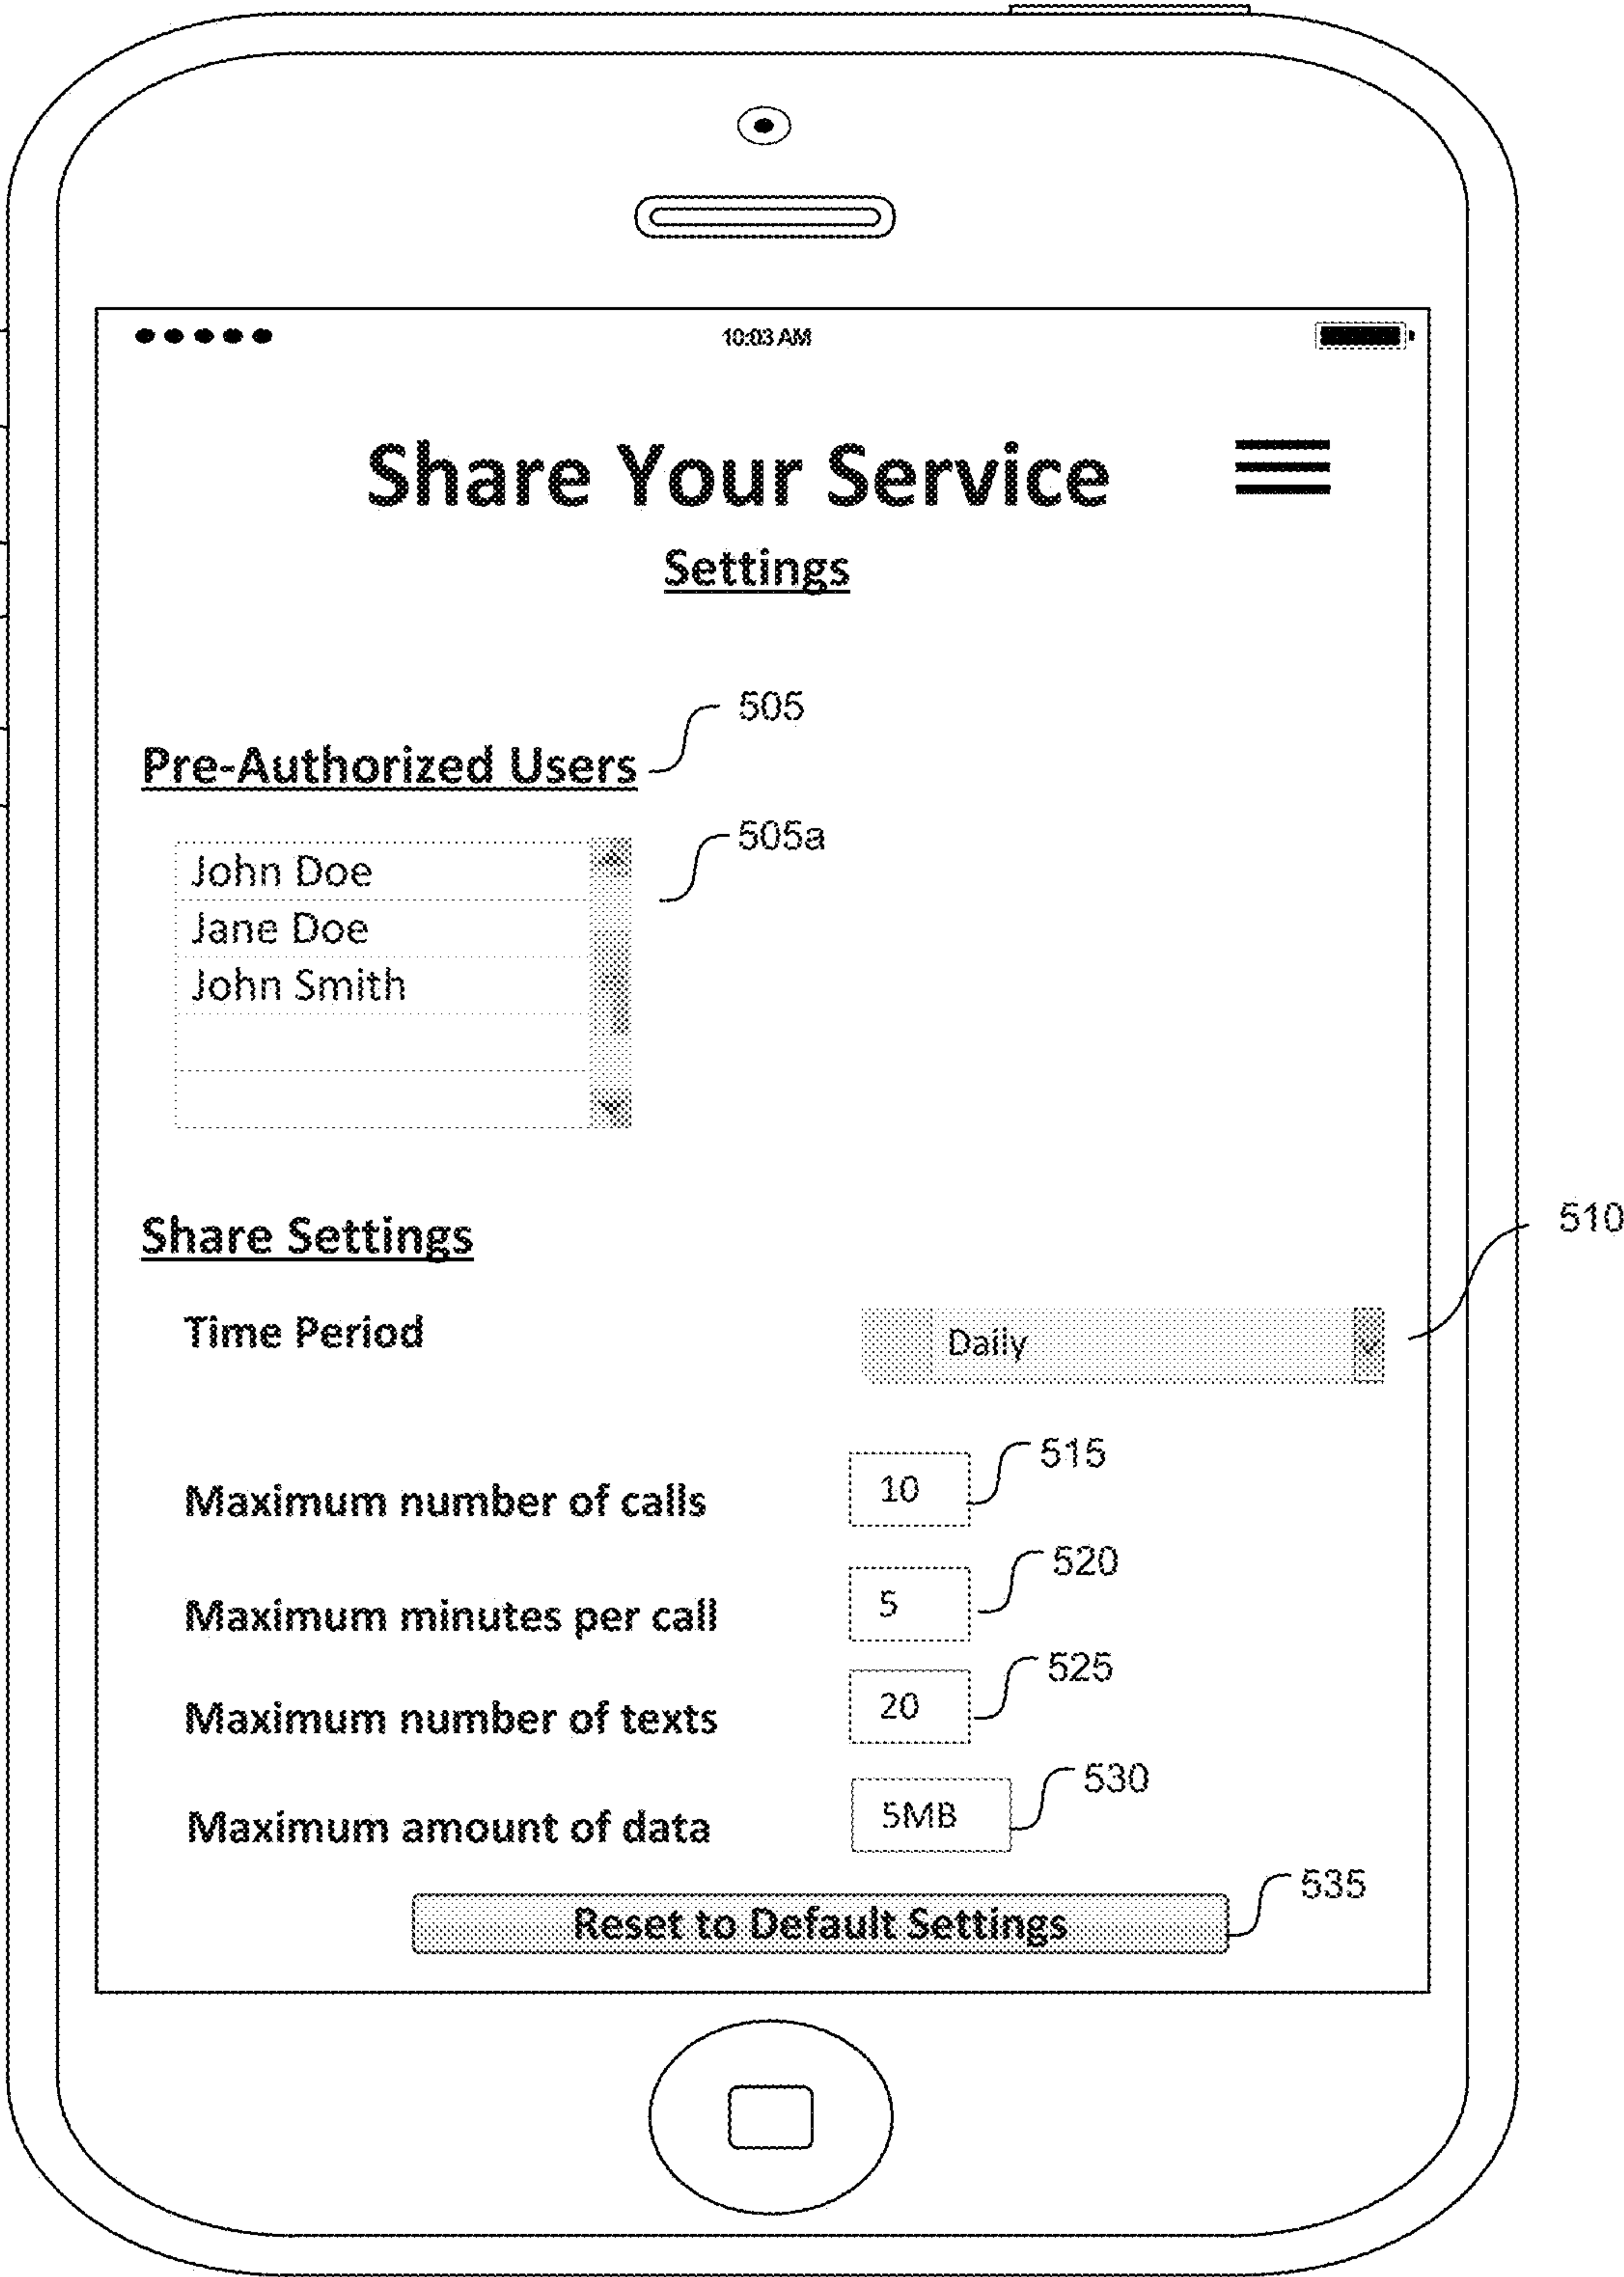 10:03 AM
Share Your Service
Settings
505
Pre-Authorized Users
505a
John Doe
Jane Doe
John Smith
510
Share Settings
Time Period
Daily
515
Maximum number of calls
10
520
Maximum minutes per call
5
525
Maximum number of texts
20
530
Maximum amount of data
5MB
535
Reset to Default Settings